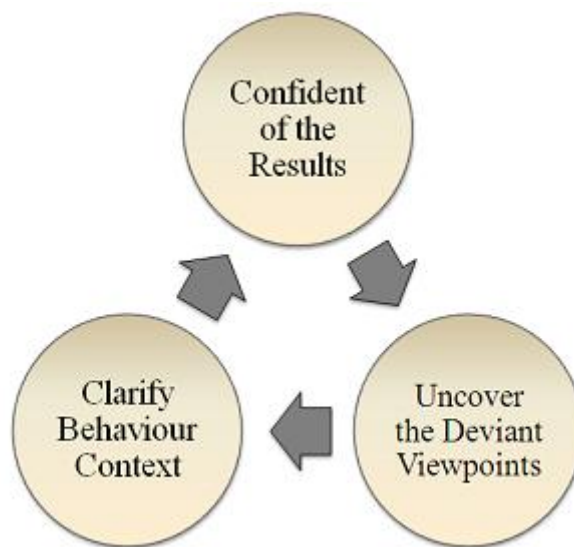 Confident
of the
Results
Clarify
Behaviour
Context
Uncover
the Deviant
Viewpoints